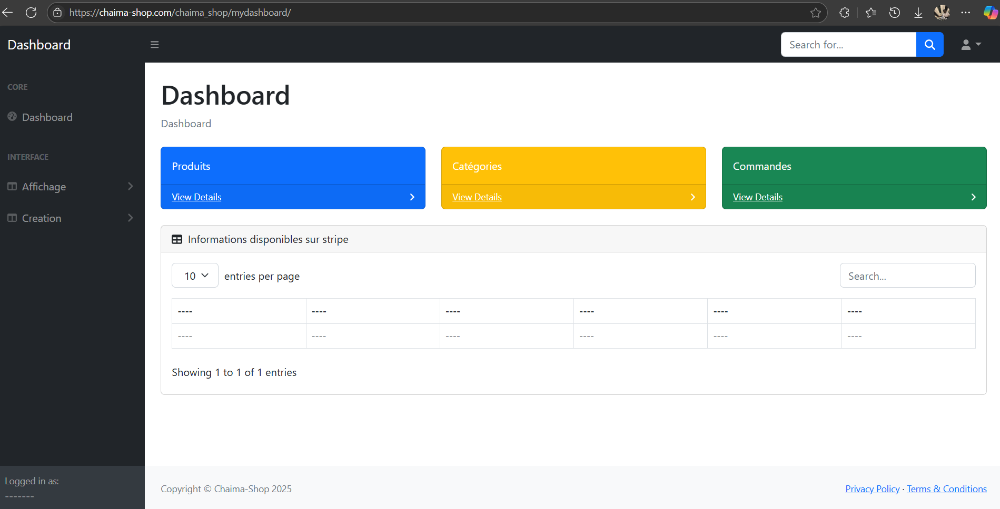 https://chaima-shop.com/chaima_shop/mydashboard/
Dashboard
Search for...
CORE
Dashboard
INTERFACE
Affichage
Creation
Logged in as:
-------
Dashboard
Dashboard
Produits
View Details
Catégories
View Details
Commandes
View Details
Informations disponibles sur stripe
10 entries per page
Search...
---- ---- ---- ---- ---- ----
---- ---- ---- ---- ---- ----
Showing 1 to 1 of 1 entries
Copyright © Chaima-Shop 2025
Privacy Policy · Terms & Conditions